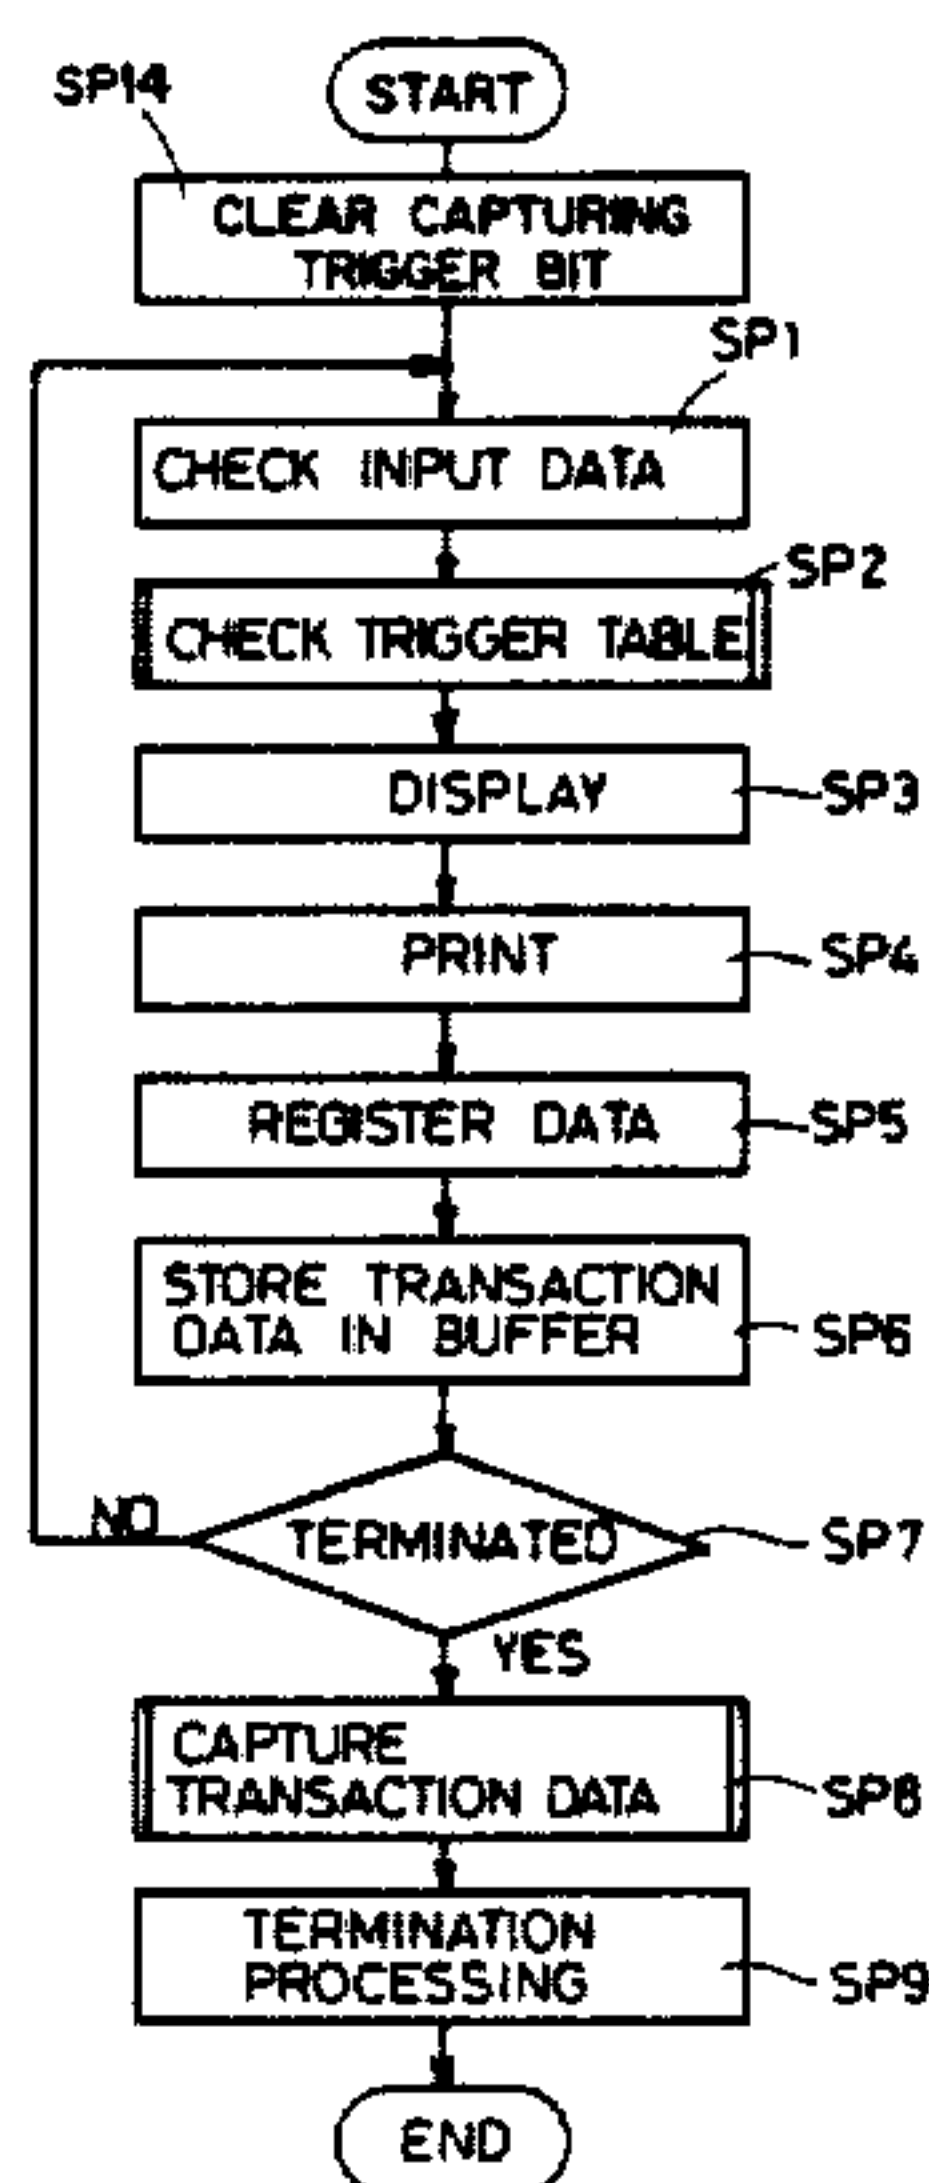 START
SP14
CLEAR CAPTURING
TRIGGER BIT
SP1
CHECK INPUT DATA
SP2
CHECK TRIGGER TABLE
DISPLAY
SP3
PRINT
SP4
REGISTER DATA
SP5
STORE TRANSACTION
DATA IN BUFFER
SP6
NO
TERMINATED
SP7
YES
CAPTURE
TRANSACTION DATA
SP8
TERMINATION
PROCESSING
SP9
END